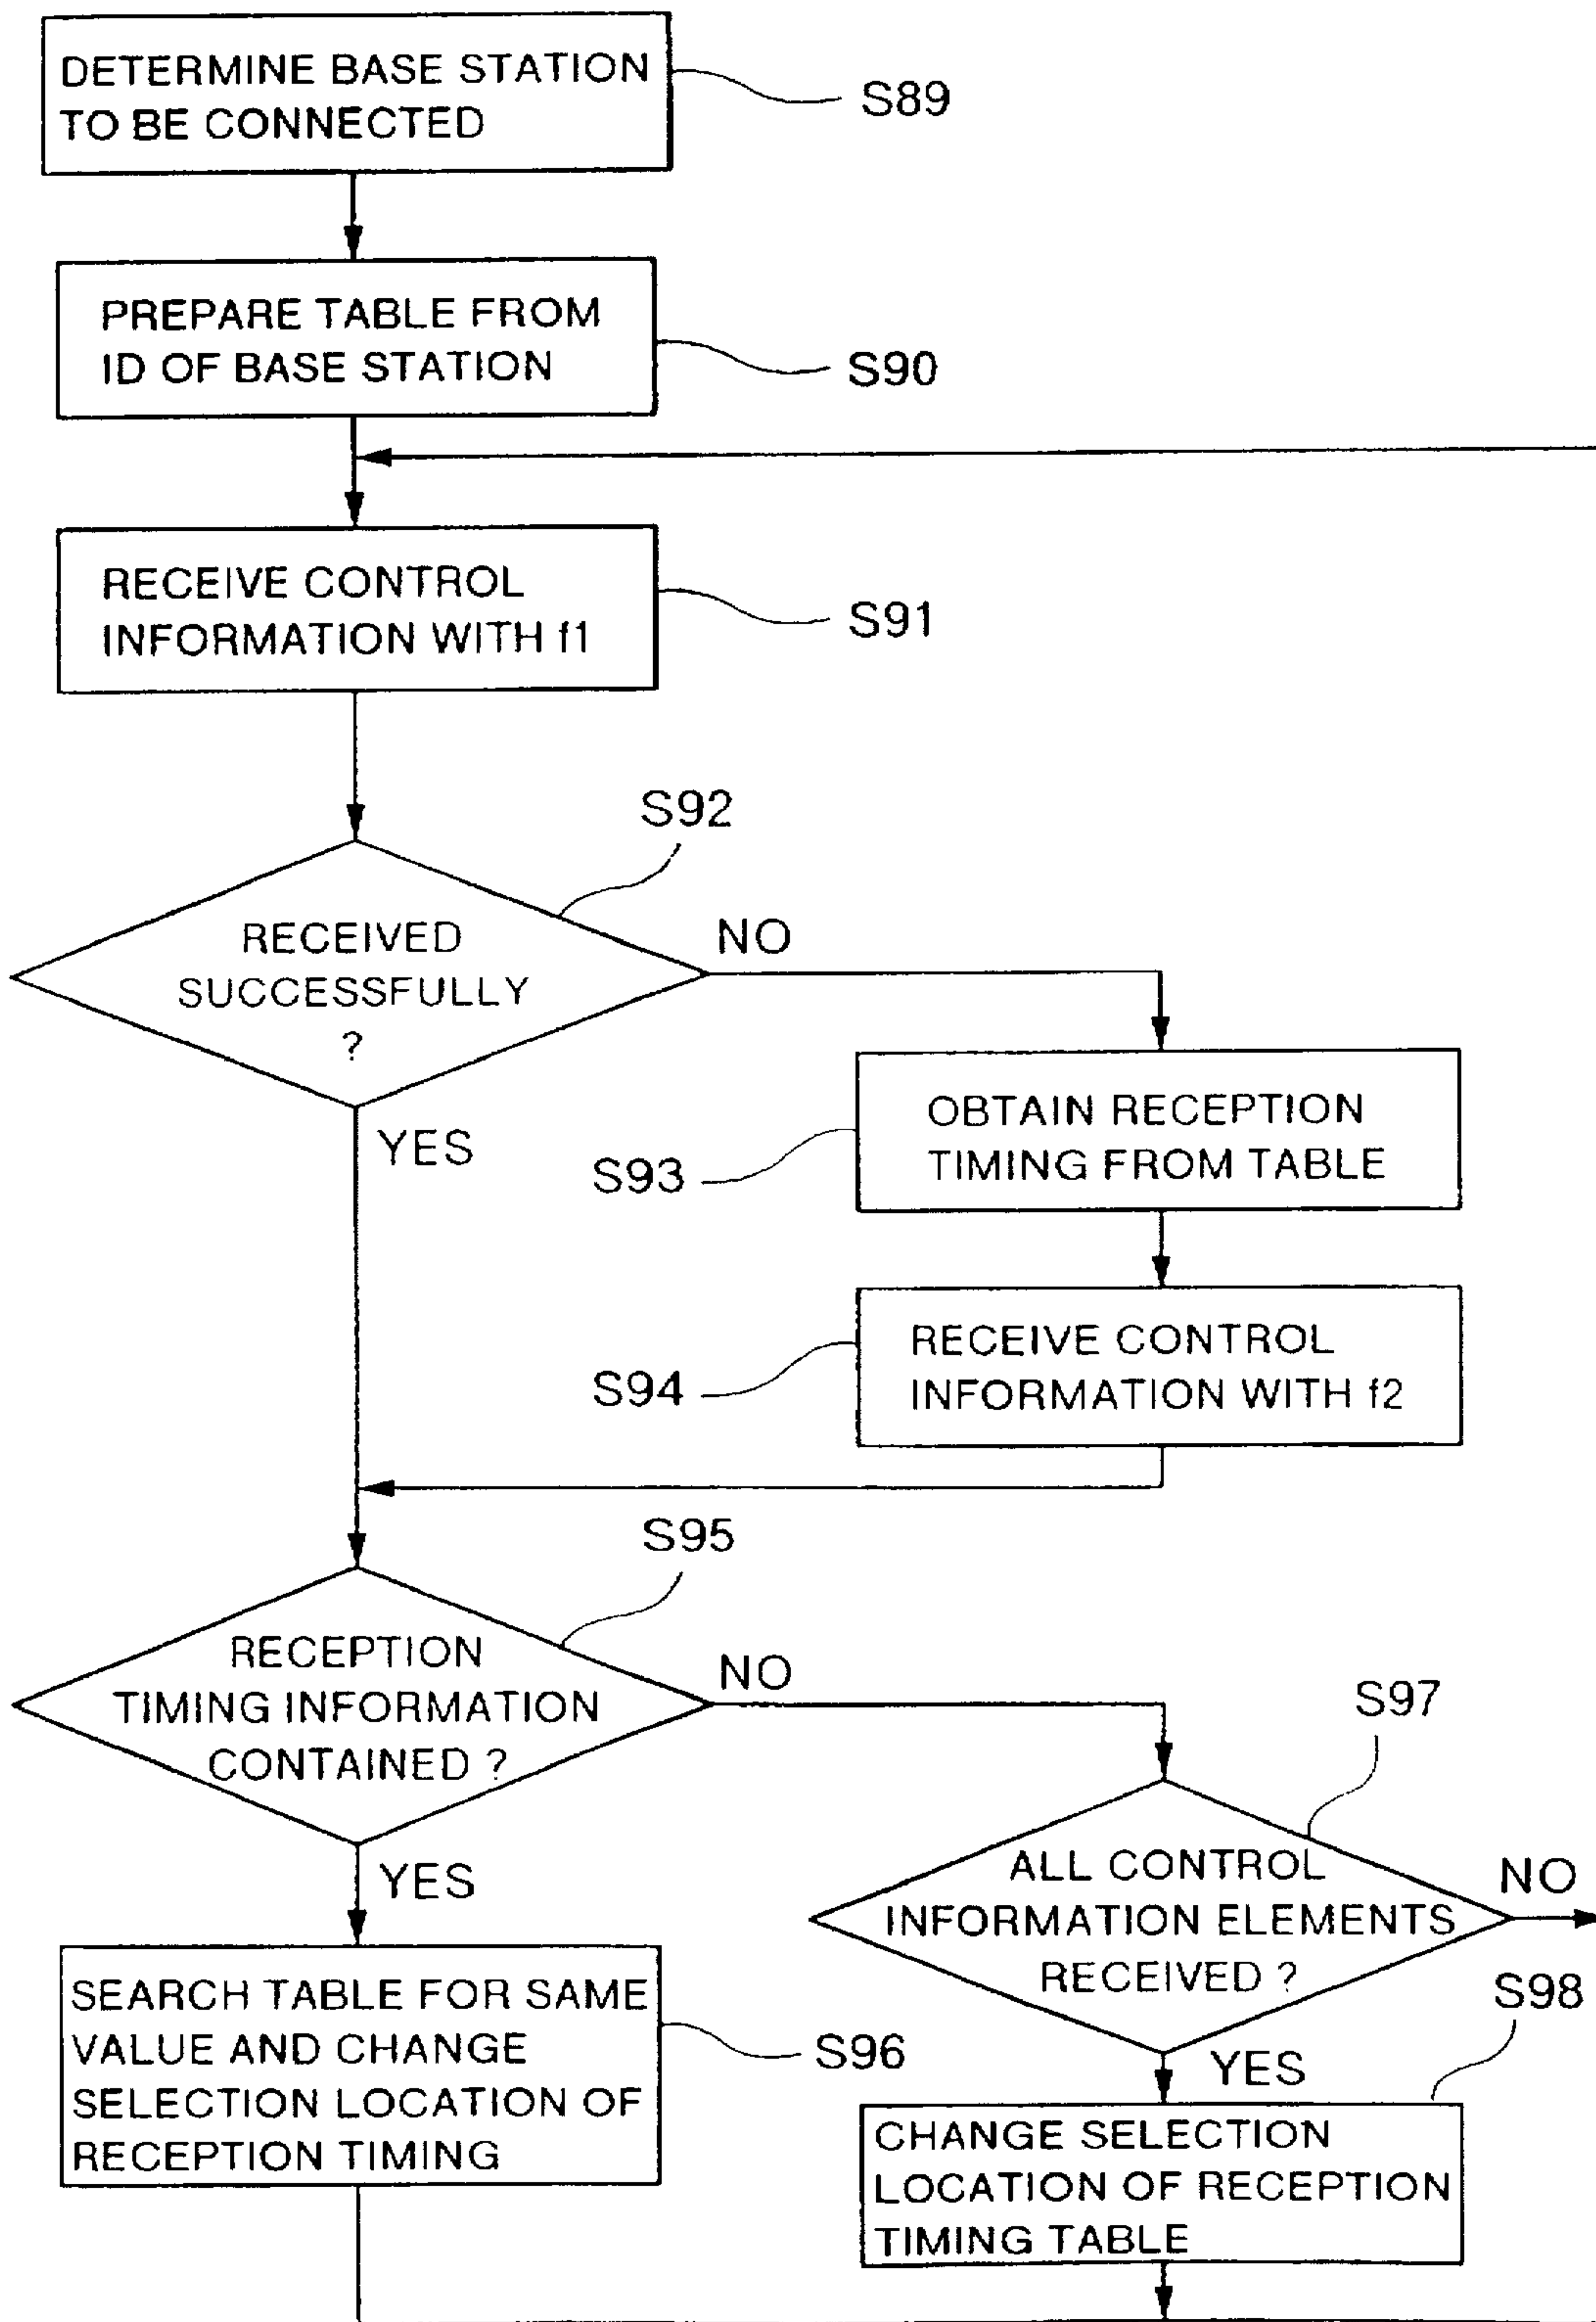 DETERMINE BASE STATION
TO BE CONNECTED
S89
PREPARE TABLE FROM
ID OF BASE STATION
S90
RECEIVE CONTROL
INFORMATION WITH f1
S91
S92
RECEIVED
SUCCESSFULLY
?
NO
YES
OBTAIN RECEPTION
TIMING FROM TABLE
S93
RECEIVE CONTROL
INFORMATION WITH f2
S94
S95
RECEPTION
TIMING INFORMATION
CONTAINED ?
NO
YES
S97
ALL CONTROL
INFORMATION ELEMENTS
RECEIVED ?
NO
YES
SEARCH TABLE FOR SAME
VALUE AND CHANGE
SELECTION LOCATION OF
RECEPTION TIMING
S96
S98
CHANGE SELECTION
LOCATION OF RECEPTION
TIMING TABLE